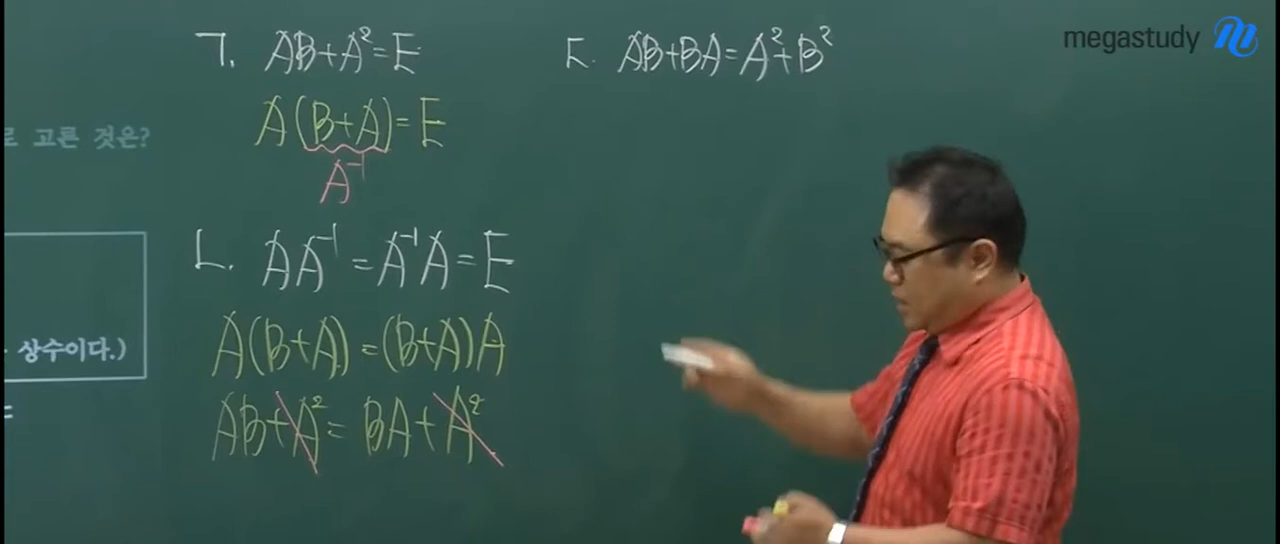 megastudy
ㄱ. AB+A²=E
A(B+A)=E
A⁻¹
ㄴ. AA⁻¹=A⁻¹A=E
A(B+A)=(B+A)A
AB+A²=BA+A²
ㄷ. AB+BA=A²+B²
로 고른 것은?
상수이다.)
=